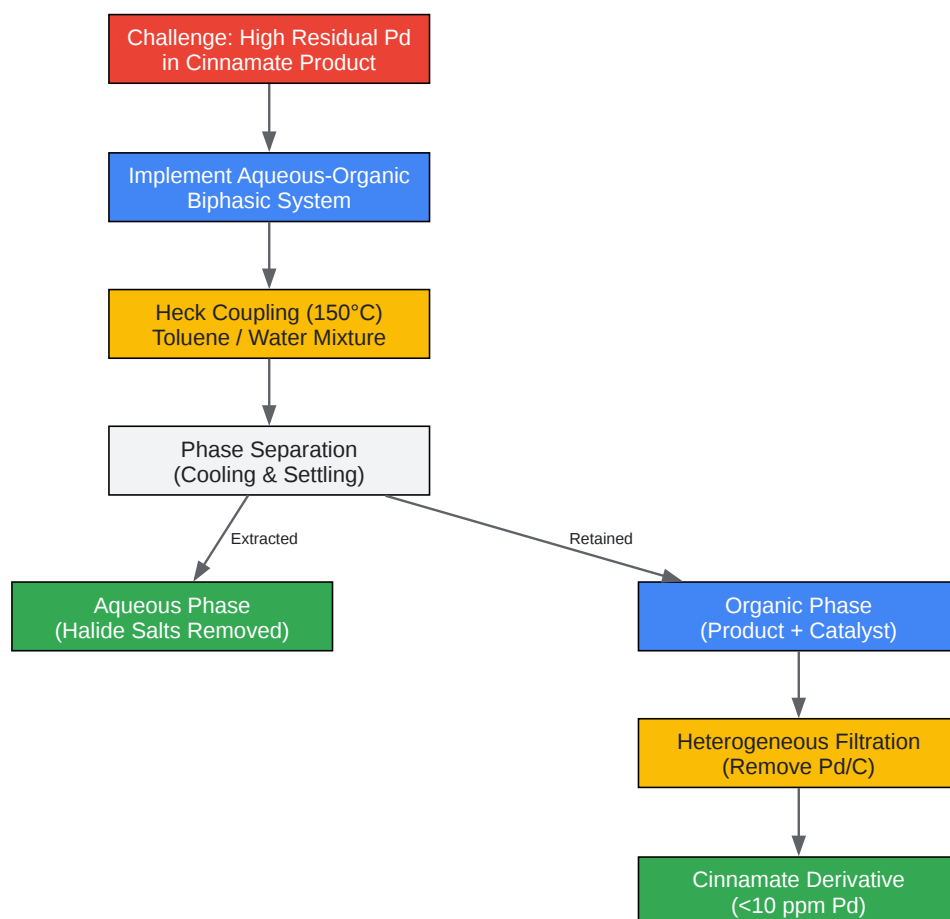 Challenge: High Residual Pd
in Cinnamate Product
Implement Aqueous-Organic
Biphasic System
Heck Coupling (150°C)
Toluene / Water Mixture
Phase Separation
(Cooling & Settling)
Extracted
Retained
Aqueous Phase
(Halide Salts Removed)
Organic Phase
(Product + Catalyst)
Heterogeneous Filtration
(Remove Pd/C)
Cinnamate Derivative
(<10 ppm Pd)